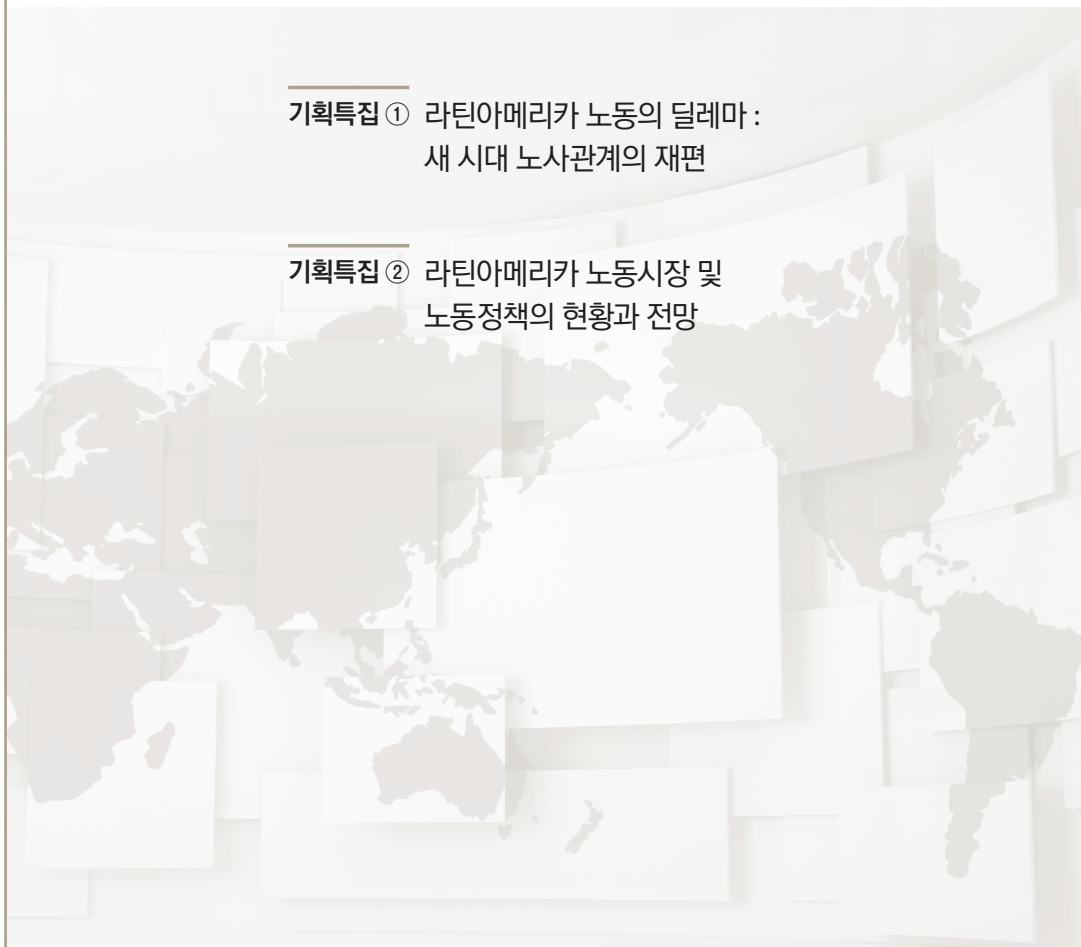 기획특집 ① 라틴아메리카 노동의 딜레마 :
새 시대 노사관계의 재편
기획특집 ② 라틴아메리카 노동시장 및
노동정책의 현황과 전망